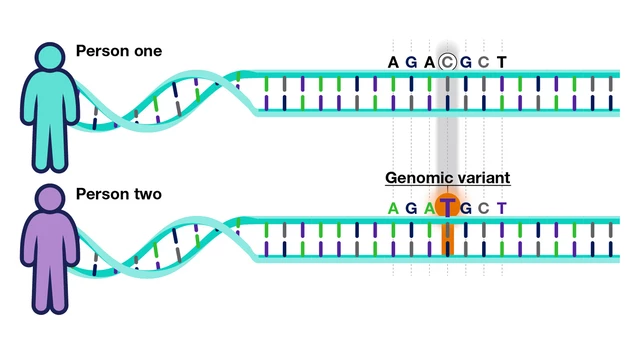 Person one
A G A C G C T
Genomic variant
Person two
A G A T G C T